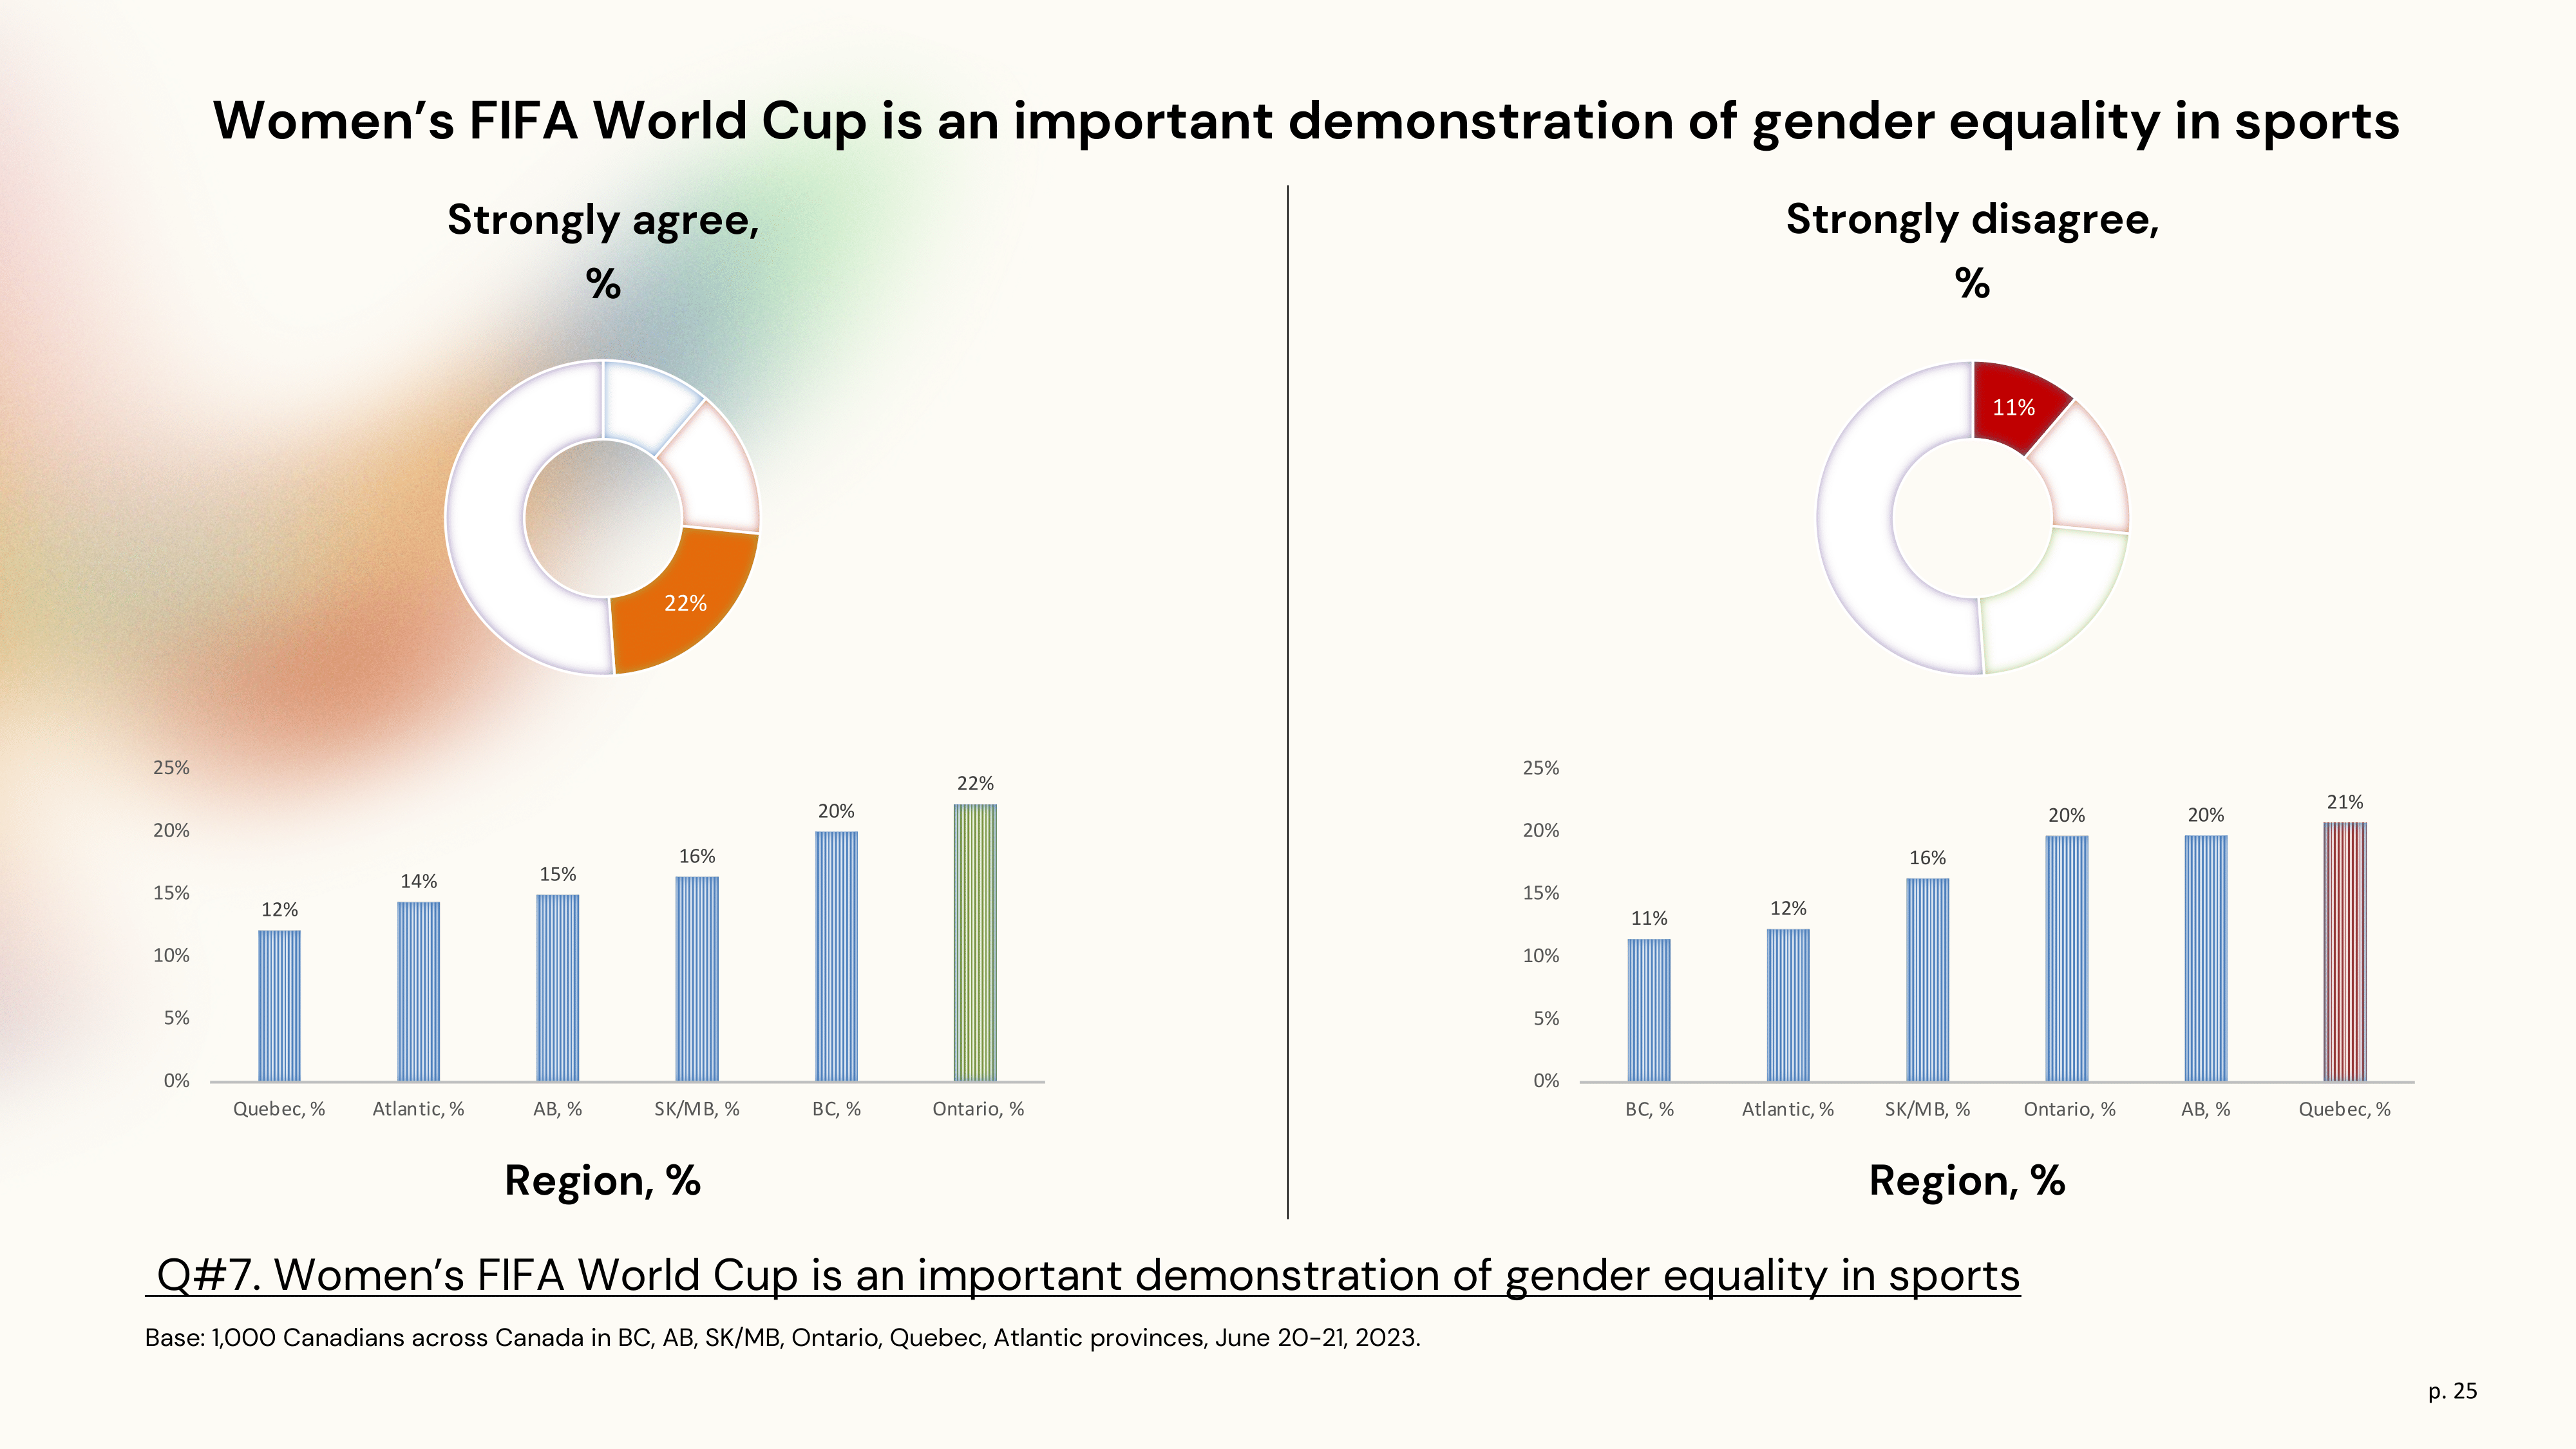 Women’s FIFA World Cup is an important demonstration of gender equality in sports
Strongly agree,
%
22%
25%
20%
15%
10%
5%
0%
12%
14%
15%
16%
20%
22%
Quebec, %
Atlantic, %
AB, %
SK/MB, %
BC, %
Ontario, %
Region, %
Strongly disagree,
%
11%
25%
20%
15%
10%
5%
0%
11%
12%
16%
20%
20%
21%
BC, %
Atlantic, %
SK/MB, %
Ontario, %
AB, %
Quebec, %
Region, %
Q#7. Women’s FIFA World Cup is an important demonstration of gender equality in sports
Base: 1,000 Canadians across Canada in BC, AB, SK/MB, Ontario, Quebec, Atlantic provinces, June 20-21, 2023.
p. 25